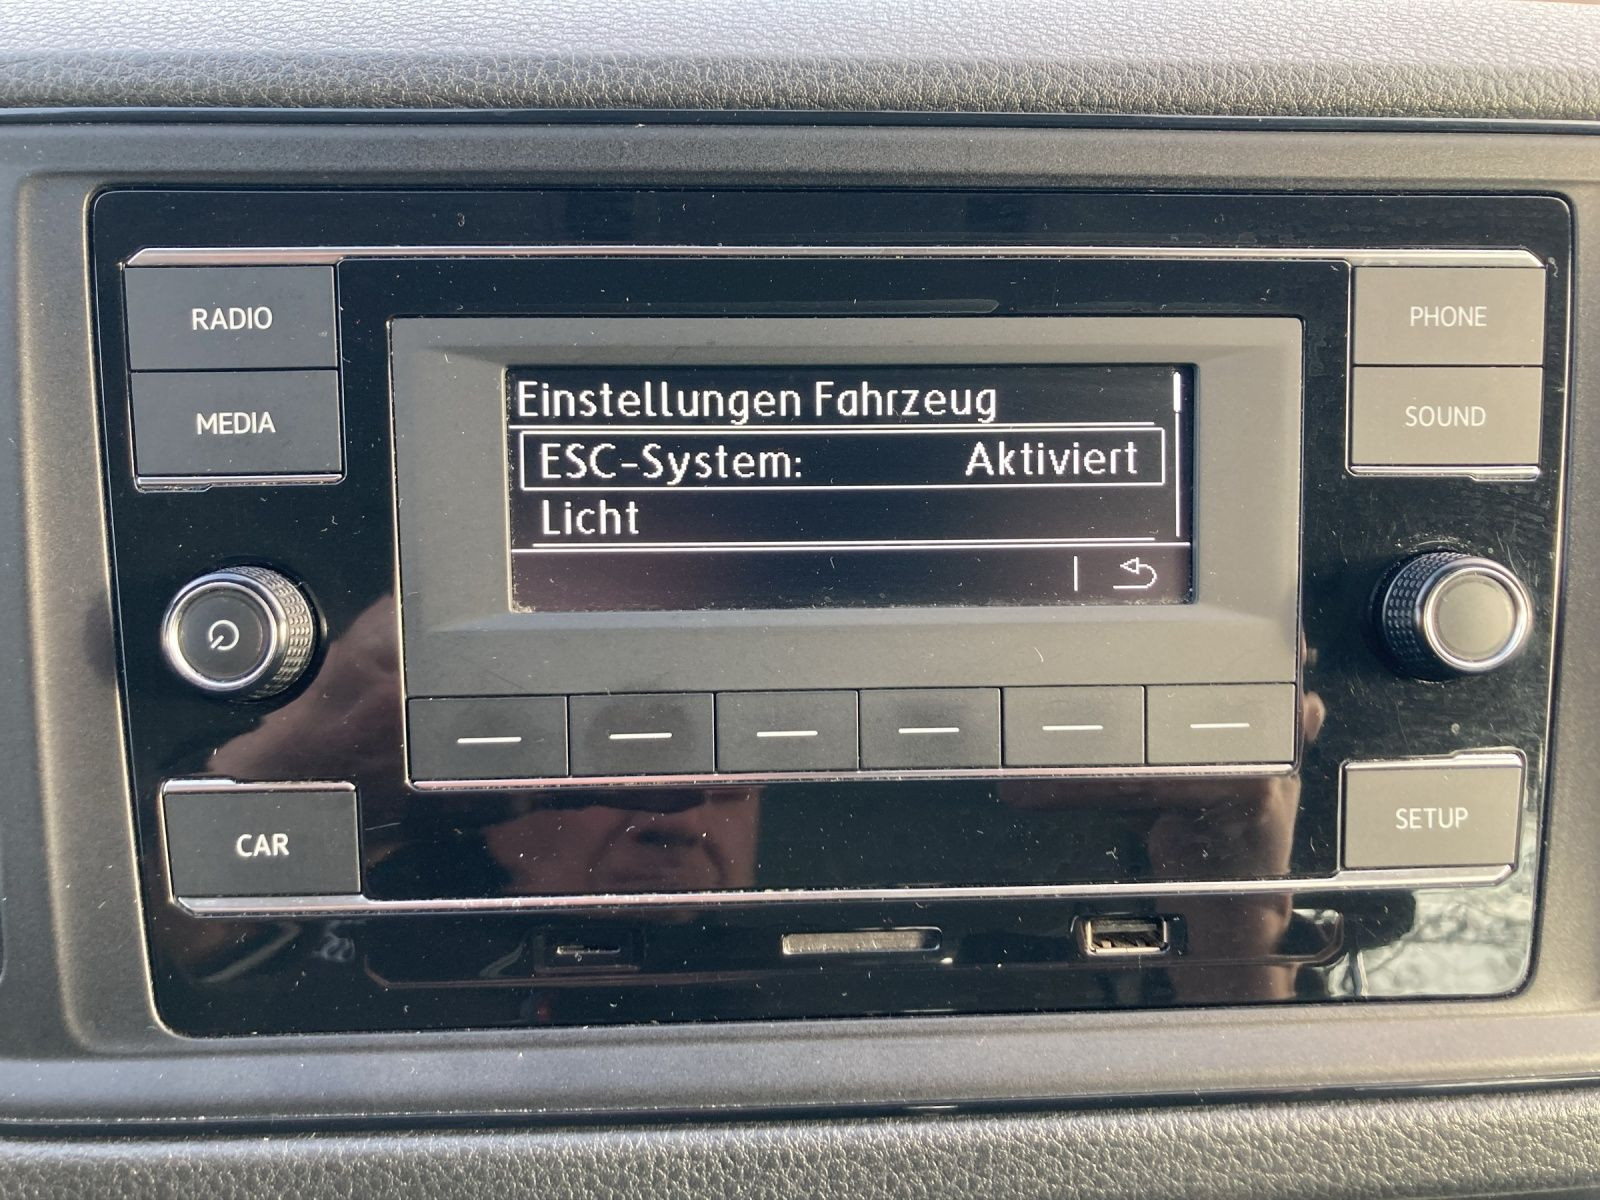 RADIO
MEDIA
PHONE
SOUND
Einstellungen Fahrzeug
ESC-System: Aktiviert
Licht
CAR
SETUP